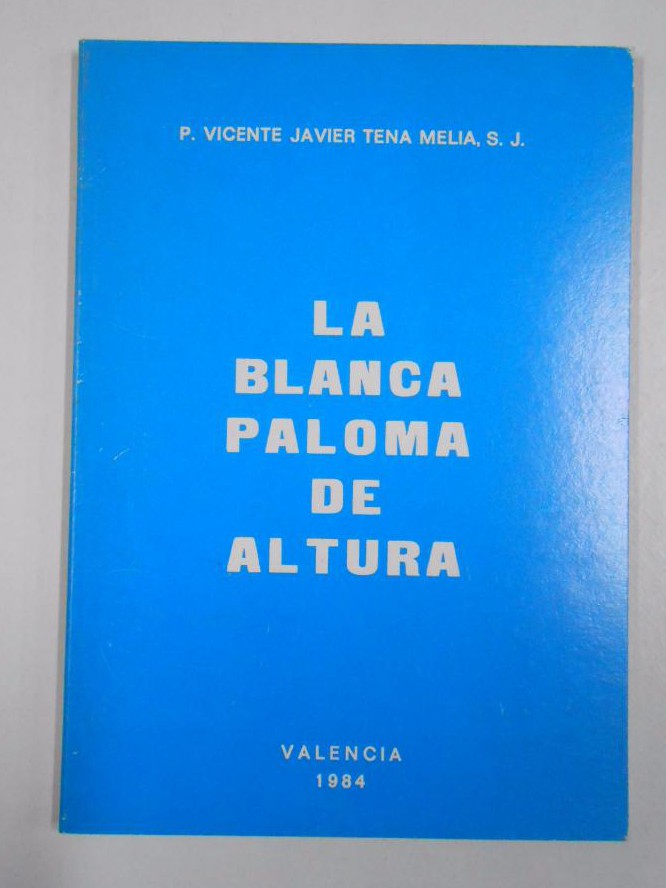 P. VICENTE JAVIER TENA MELIA, S. J.
LA
BLANCA
PALOMA
DE
ALTURA
VALENCIA
1984